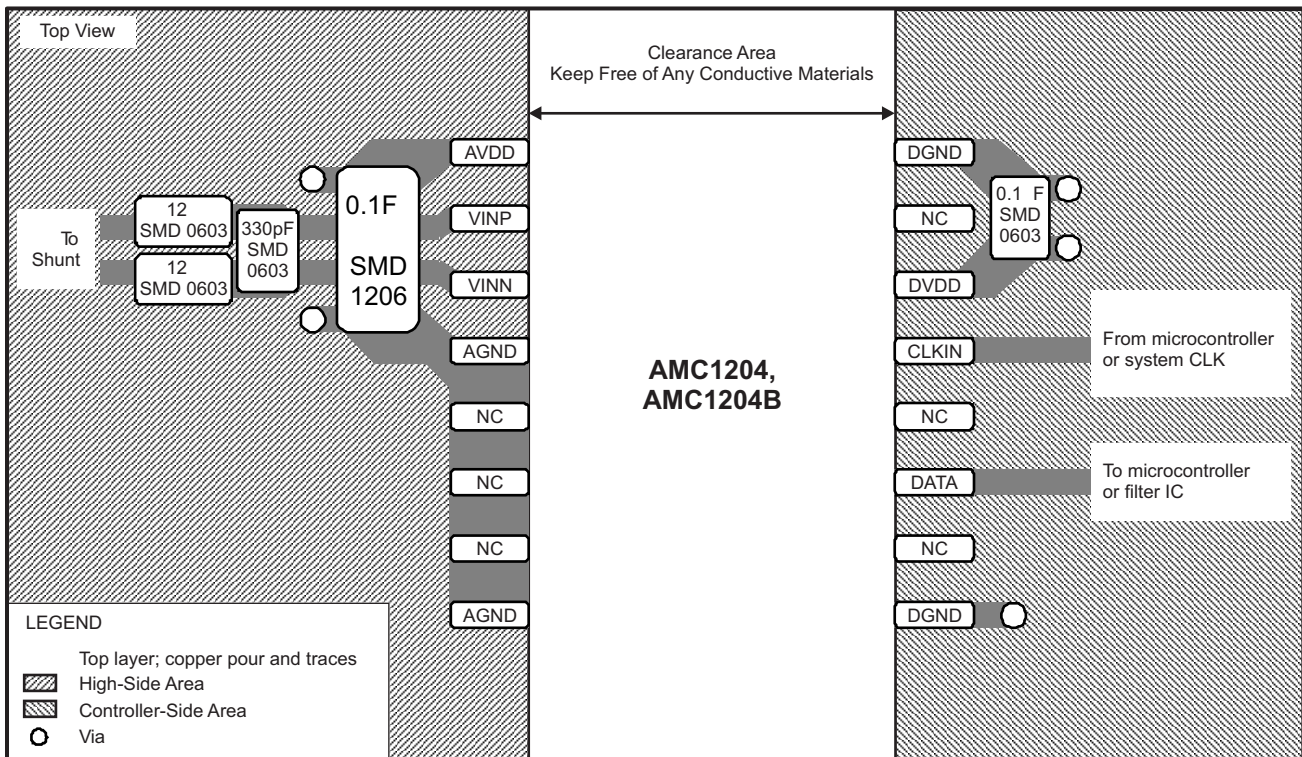 Top View
Clearance Area
Keep Free of Any Conductive Materials
AVDD
VINP
VINN
AGND
NC
NC
NC
AGND
To
Shunt
12
SMD 0603
12
SMD 0603
330pF
SMD
0603
0.1F
SMD
1206
AMC1204,
AMC1204B
DGND
NC
DVDD
CLKIN
NC
DATA
NC
DGND
0.1 F
SMD
0603
From microcontroller
or system CLK
To microcontroller
or filter IC
LEGEND
Top layer; copper pour and traces
High-Side Area
Controller-Side Area
Via